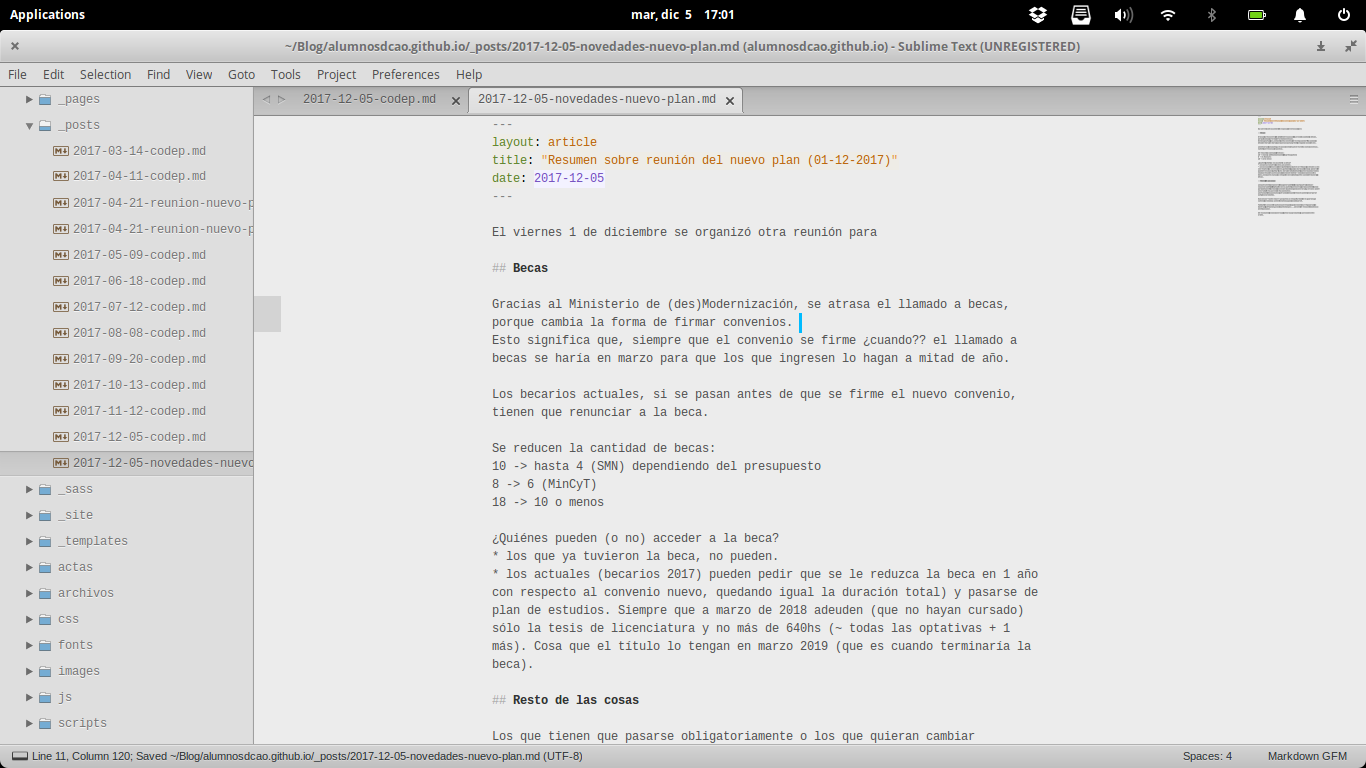 Applications
mar, dic 5 17:01
~/Blog/alumnosdcao.github.io/_posts/2017-12-05-novedades-nuevo-plan.md (alumnosdcao.github.io) - Sublime Text (UNREGISTERED)
File Edit Selection Find View Goto Tools Project Preferences Help
_pages
_posts
2017-03-14-codep.md
2017-04-11-codep.md
2017-04-21-reunion-nuevo-p
2017-04-21-reunion-nuevo-p
2017-05-09-codep.md
2017-06-18-codep.md
2017-07-12-codep.md
2017-08-08-codep.md
2017-09-20-codep.md
2017-10-13-codep.md
2017-11-12-codep.md
2017-12-05-codep.md
2017-12-05-novedades-nuevo
_sass
_site
_templates
actas
archivos
css
fonts
images
js
scripts
2017-12-05-codep.md
2017-12-05-novedades-nuevo-plan.md
---
layout: article
title: "Resumen sobre reunión del nuevo plan (01-12-2017)"
date: 2017-12-05
---
El viernes 1 de diciembre se organizó otra reunión para
## Becas
Gracias al Ministerio de (des)Modernización, se atrasa el llamado a becas,
porque cambia la forma de firmar convenios.
Esto significa que, siempre que el convenio se firme ¿cuando?? el llamado a
becas se haría en marzo para que los que ingresen lo hagan a mitad de año.
Los becarios actuales, si se pasan antes de que se firme el nuevo convenio,
tienen que renunciar a la beca.
Se reducen la cantidad de becas:
10 -> hasta 4 (SMN) dependiendo del presupuesto
8 -> 6 (MinCyT)
18 -> 10 o menos
¿Quiénes pueden (o no) acceder a la beca?
* los que ya tuvieron la beca, no pueden.
* los actuales (becarios 2017) pueden pedir que se le reduzca la beca en 1 año
con respecto al convenio nuevo, quedando igual la duración total) y pasarse de
plan de estudios. Siempre que a marzo de 2018 adeuden (que no hayan cursado)
sólo la tesis de licenciatura y no más de 640hs (~ todas las optativas + 1
más). Cosa que el título lo tengan en marzo 2019 (que es cuando terminaría la
beca).
## Resto de las cosas
Los que tienen que pasarse obligatoriamente o los que quieran cambiar
Line 11, Column 120; Saved ~/Blog/alumnosdcao.github.io/_posts/2017-12-05-novedades-nuevo-plan.md (UTF-8)
Spaces: 4
Markdown GFM